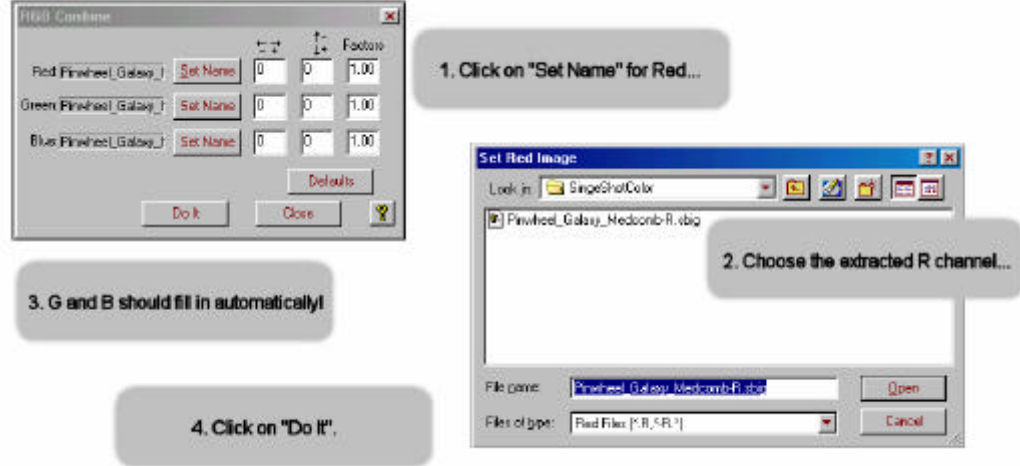 RGB Combine
Factors
Red: Pinwheel_Galaxy_ Set Name 0 0 1.00
Green: Pinwheel_Galaxy_ Set Name 0 0 1.00
Blue: Pinwheel_Galaxy_ Set Name 0 0 1.00
Defaults
Do It Close
1. Click on "Set Name" for Red...
Set Red Image
Look in: SingeShotColor
Pinwheel_Galaxy_Medcomb-R.sbig
2. Choose the extracted R channel...
3. G and B should fill in automatically!
File name: Pinwheel_Galaxy_Medcomb-R.sbig Open
Files of type: Red Files (*.R,*-R.*) Cancel
4. Click on "Do It".